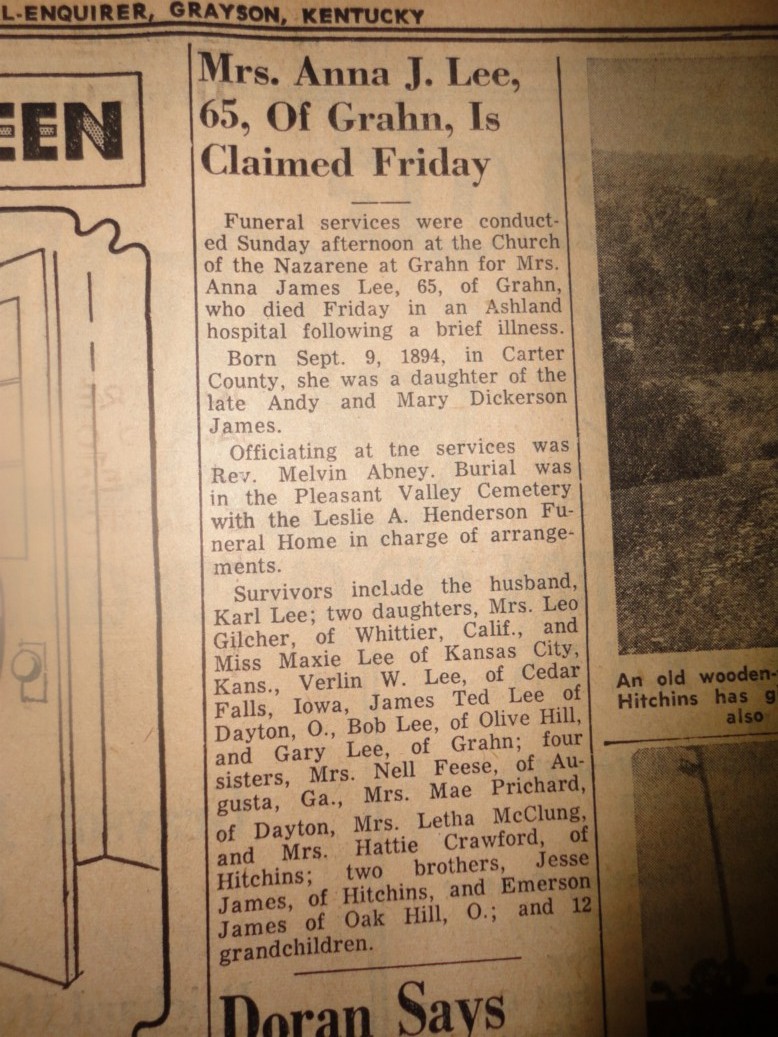 L-ENQUIRER, GRAYSON, KENTUCKY
EEN
Mrs. Anna J. Lee,
65, Of Grahn, Is
Claimed Friday
Funeral services were conduct-
ed Sunday afternoon at the Church
of the Nazarene at Grahn for Mrs.
Anna James Lee, 65, of Grahn,
who died Friday in an Ashland
hospital following a brief illness.
Born Sept. 9, 1894, in Carter
County, she was a daughter of the
late Andy and Mary Dickerson
James.
Officiating at tne services was
Rev. Melvin Abney. Burial was
in the Pleasant Valley Cemetery
with the Leslie A. Henderson Fu-
neral Home in charge of arrange-
ments.
Survivors include the husband,
Karl Lee; two daughters, Mrs. Leo
Gilcher, of Whittier, Calif., and
Miss Maxie Lee of Kansas City,
Kans., Verlin W. Lee, of Cedar
Falls, Iowa, James Ted Lee of
Dayton, O., Bob Lee, of Olive Hill,
and Gary Lee, of Grahn; four
sisters, Mrs. Nell Feese, of Au-
gusta, Ga., Mrs. Mae Prichard,
of Dayton, Mrs. Letha McClung,
and Mrs. Hattie Crawford, of
Hitchins; two brothers, Jesse
James, of Hitchins, and Emerson
James of Oak Hill, O.; and 12
grandchildren.
Doran Says
An old wooden-
Hitchins has g
also